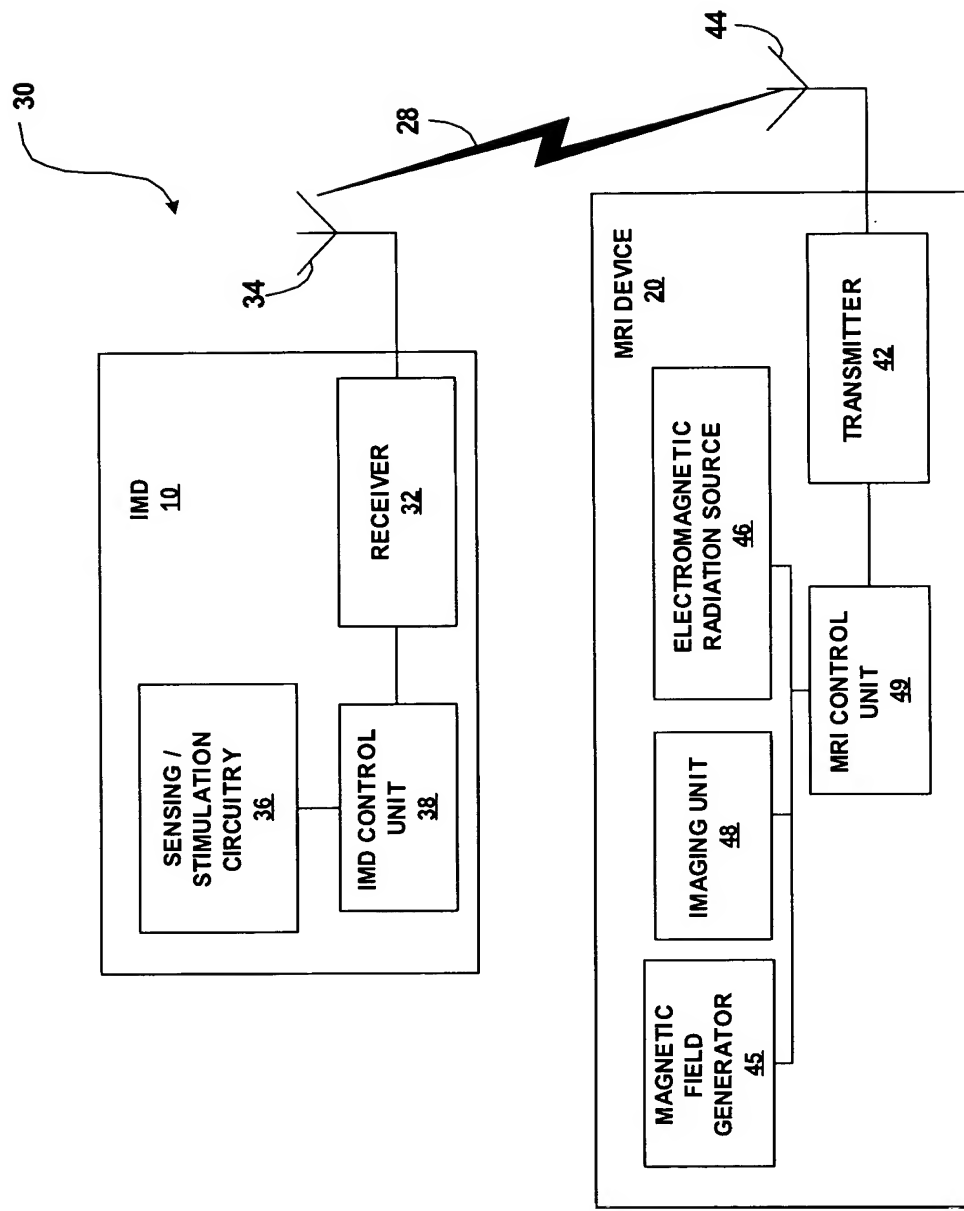 30
34
28
44
IMD
10
SENSING /
STIMULATION
CIRCUITRY
36
IMD CONTROL
UNIT
38
RECEIVER
32
MRI DEVICE
20
MAGNETIC
FIELD
GENERATOR
45
IMAGING UNIT
48
ELECTROMAGNETIC
RADIATION SOURCE
46
MRI CONTROL
UNIT
49
TRANSMITTER
42